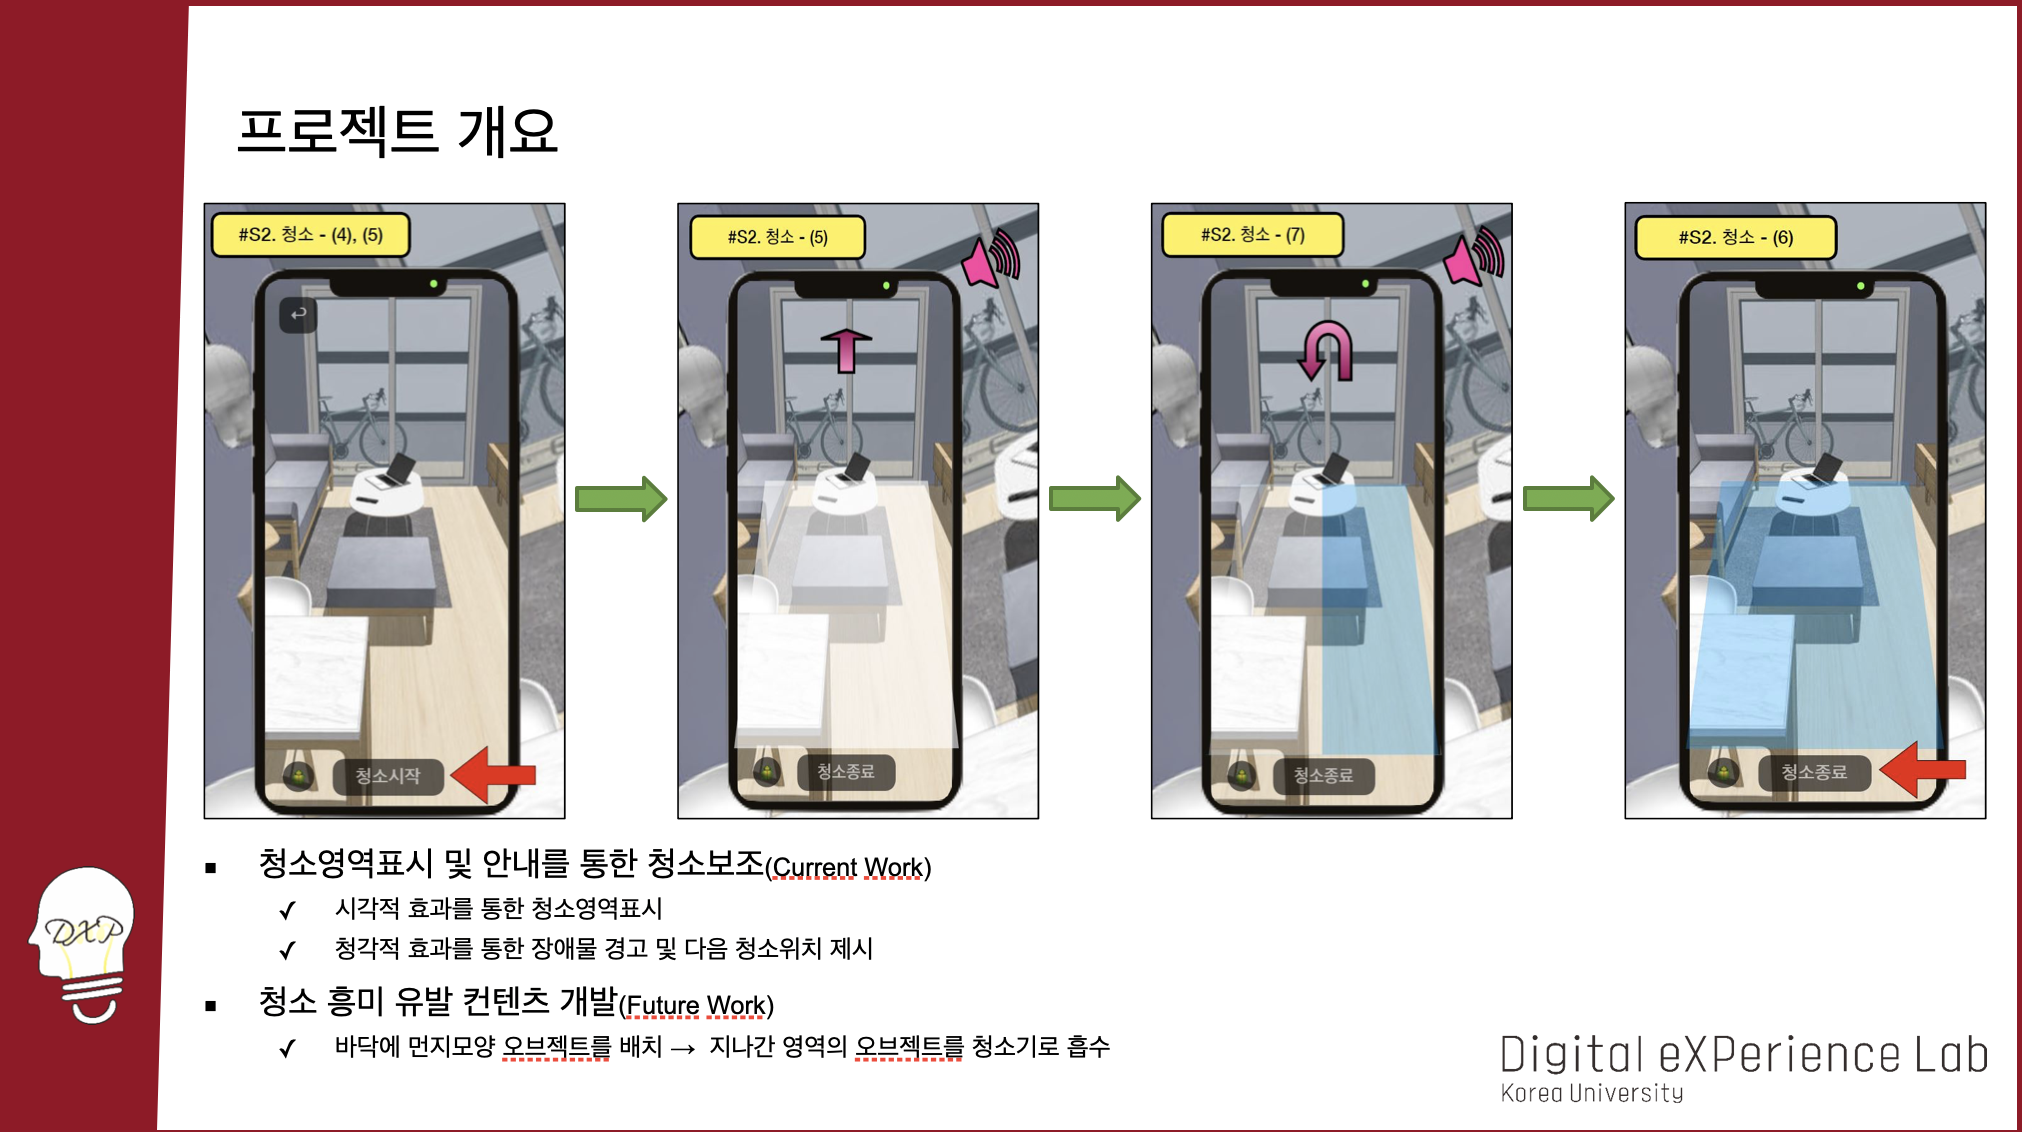 프로젝트 개요
#S2. 청소 - (4), (5)
#S2. 청소 - (5)
#S2. 청소 - (7)
#S2. 청소 - (6)
청소시작
청소종료
청소종료
청소종료
▪ 청소영역표시 및 안내를 통한 청소보조(Current Work)
✓ 시각적 효과를 통한 청소영역표시
✓ 청각적 효과를 통한 장애물 경고 및 다음 청소위치 제시
▪ 청소 흥미 유발 컨텐츠 개발(Future Work)
✓ 바닥에 먼지모양 오브젝트를 배치 → 지나간 영역의 오브젝트를 청소기로 흡수
DXP
Digital eXPerience Lab
Korea University